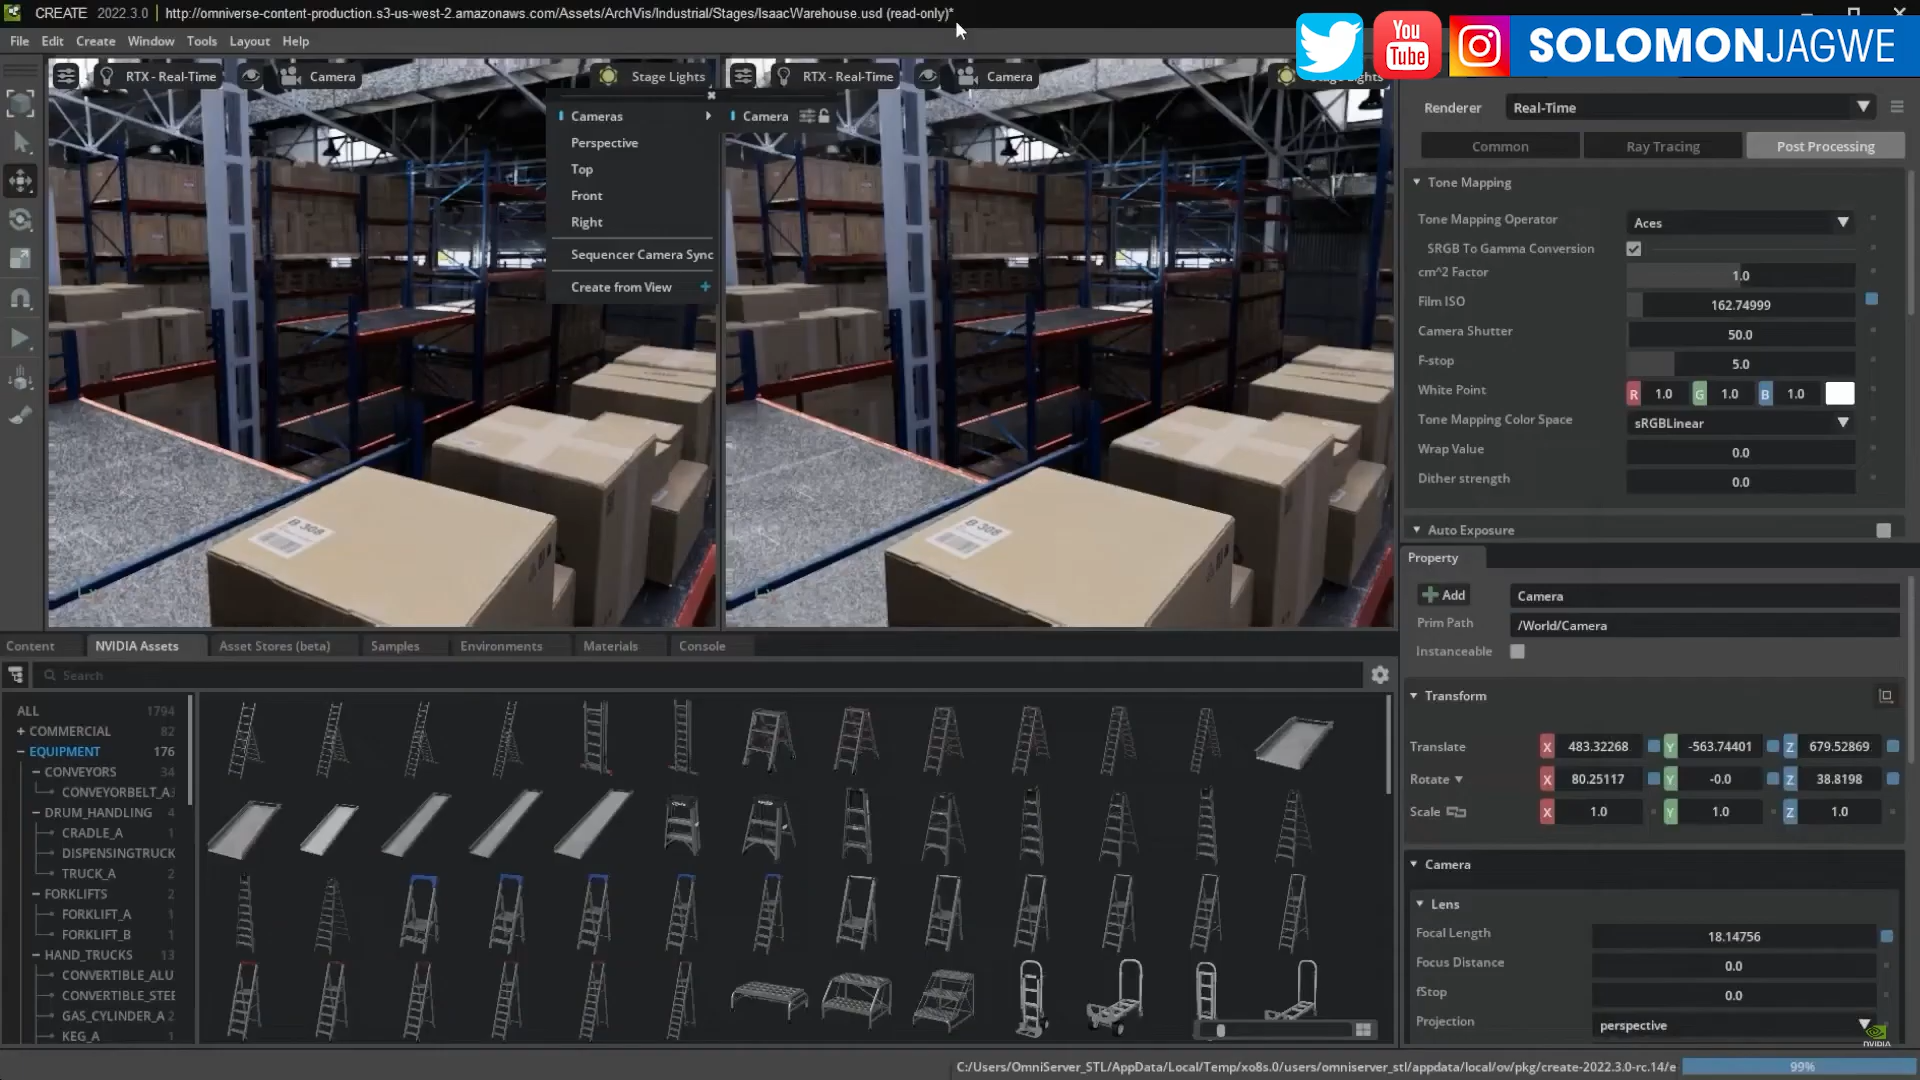 CREATE 2022.3.0 | http://omniverse-content-production.s3-us-west-2.amazonaws.com/Assets/ArchVis/Industrial/Stages/IsaacWarehouse.usd (read-only)*
File Edit Create Window Tools Layout Help
You Tube
SOLOMONJAGWE
RTX - Real-Time Camera Stage Lights
RTX - Real-Time Camera
Cameras
Perspective
Top
Front
Right
Sequencer Camera Sync
Create from View +
Camera
B 308
B 308
Renderer Real-Time
Common Ray Tracing Post Processing
Tone Mapping
Tone Mapping Operator Aces
SRGB To Gamma Conversion
cm^2 Factor 1.0
Film ISO 162.74999
Camera Shutter 50.0
F-stop 5.0
White Point R 1.0 G 1.0 B 1.0
Tone Mapping Color Space sRGBLinear
Wrap Value 0.0
Dither strength 0.0
Auto Exposure
Property
Add Camera
Prim Path /World/Camera
Instanceable
Transform
Translate X 483.32268 Y -563.74401 Z 679.52869
Rotate X 80.25117 Y -0.0 Z 38.8198
Scale X 1.0 Y 1.0 Z 1.0
Camera
Lens
Focal Length 18.14756
Focus Distance 0.0
fStop 0.0
Projection perspective
NVIDIA
Content NVIDIA Assets Asset Stores (beta) Samples Environments Materials Console
Search
ALL 1794
+ COMMERCIAL 82
− EQUIPMENT 176
− CONVEYORS 34
CONVEYORBELT_A
− DRUM_HANDLING 4
CRADLE_A 1
DISPENSINGTRUCK
TRUCK_A 2
− FORKLIFTS 2
FORKLIFT_A 1
FORKLIFT_B 1
− HAND_TRUCKS 13
CONVERTIBLE_ALU
CONVERTIBLE_STEE
GAS_CYLINDER_A 2
KEG_A 1
C:/Users/OmniServer_STL/AppData/Local/Temp/xo8s.0/users/omniserver_stl/appdata/local/ov/pkg/create-2022.3.0-rc.14/e
99%